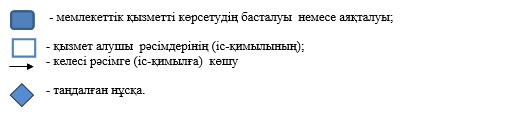 - мемлекеттік қызметті көрсетудің басталуы немесе аяқталуы;
- қызмет алушы рәсімдерінің (іс-қимылының);
- келесі рәсімге (іс-қимылға) көшу
- таңдалған нұсқа.